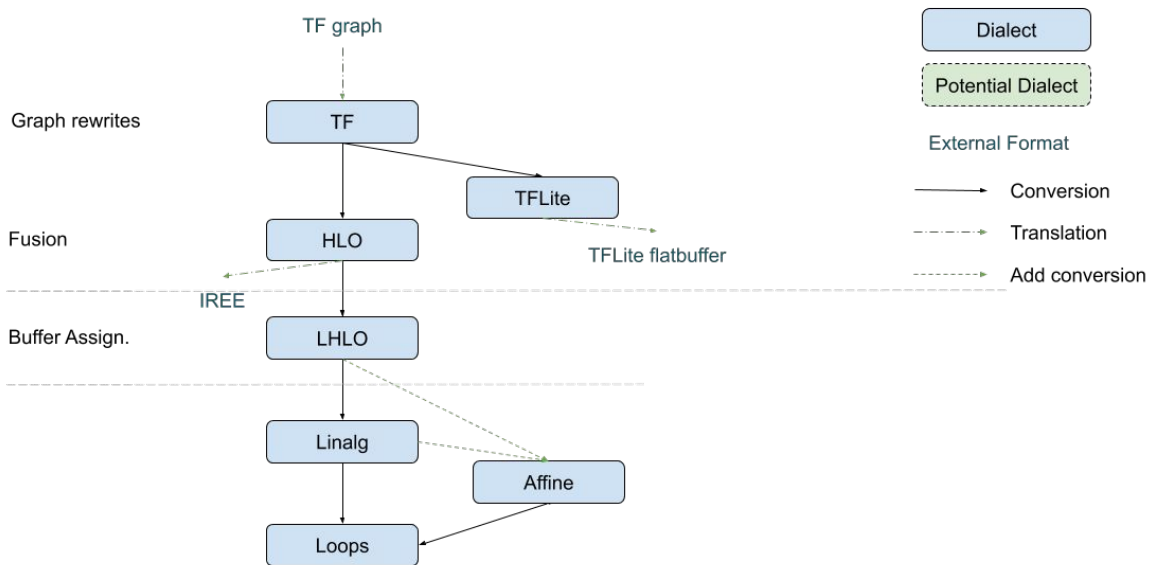 TF graph
Dialect
Potential Dialect
Graph rewrites
TF
External Format
TFLite
Conversion
Fusion
HLO
Translation
TFLite flatbuffer
Add conversion
IREE
Buffer Assign.
LHLO
Linalg
Affine
Loops